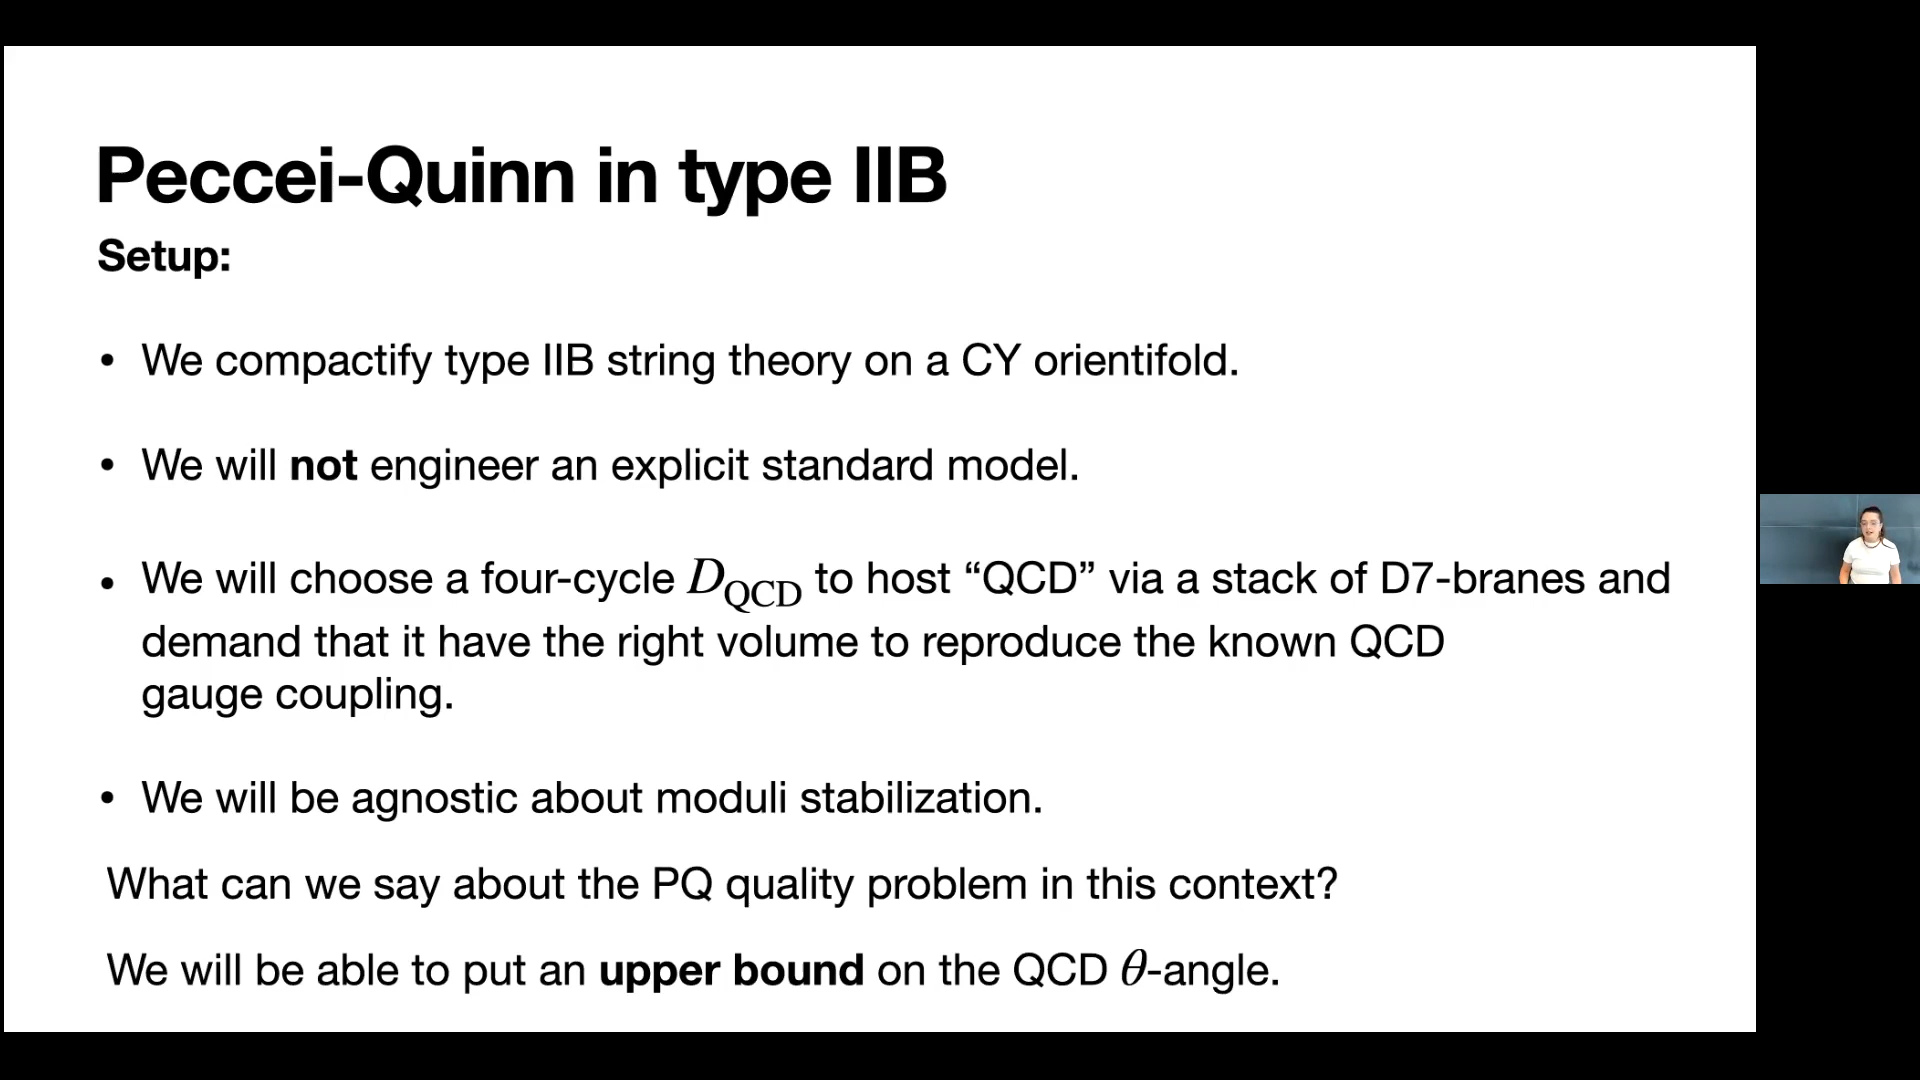 Peccei-Quinn in type IIB
Setup:
• We compactify type IIB string theory on a CY orientifold.
• We will not engineer an explicit standard model.
• We will choose a four-cycle D_QCD to host “QCD” via a stack of D7-branes and
demand that it have the right volume to reproduce the known QCD
gauge coupling.
• We will be agnostic about moduli stabilization.
What can we say about the PQ quality problem in this context?
We will be able to put an upper bound on the QCD θ-angle.